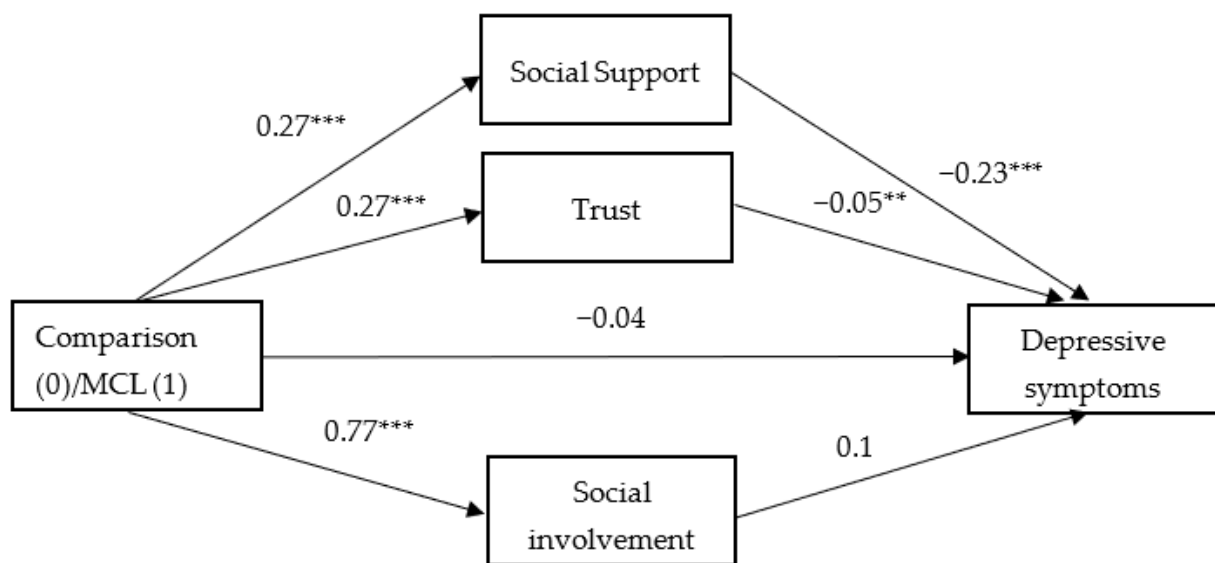 Social Support
0.27***
−0.23***
0.27***
Trust
−0.05**
Comparison
(0)/MCL (1)
−0.04
Depressive
symptoms
0.77***
0.1
Social
involvement